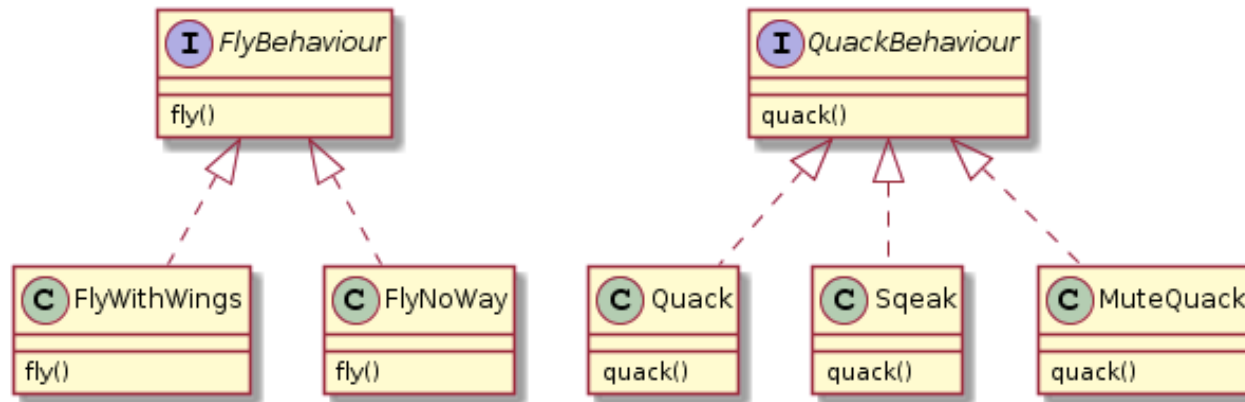 I FlyBehaviour
fly()
I QuackBehaviour
quack()
C FlyWithWings
fly()
C FlyNoWay
fly()
C Quack
quack()
C Sqeak
quack()
C MuteQuack
quack()